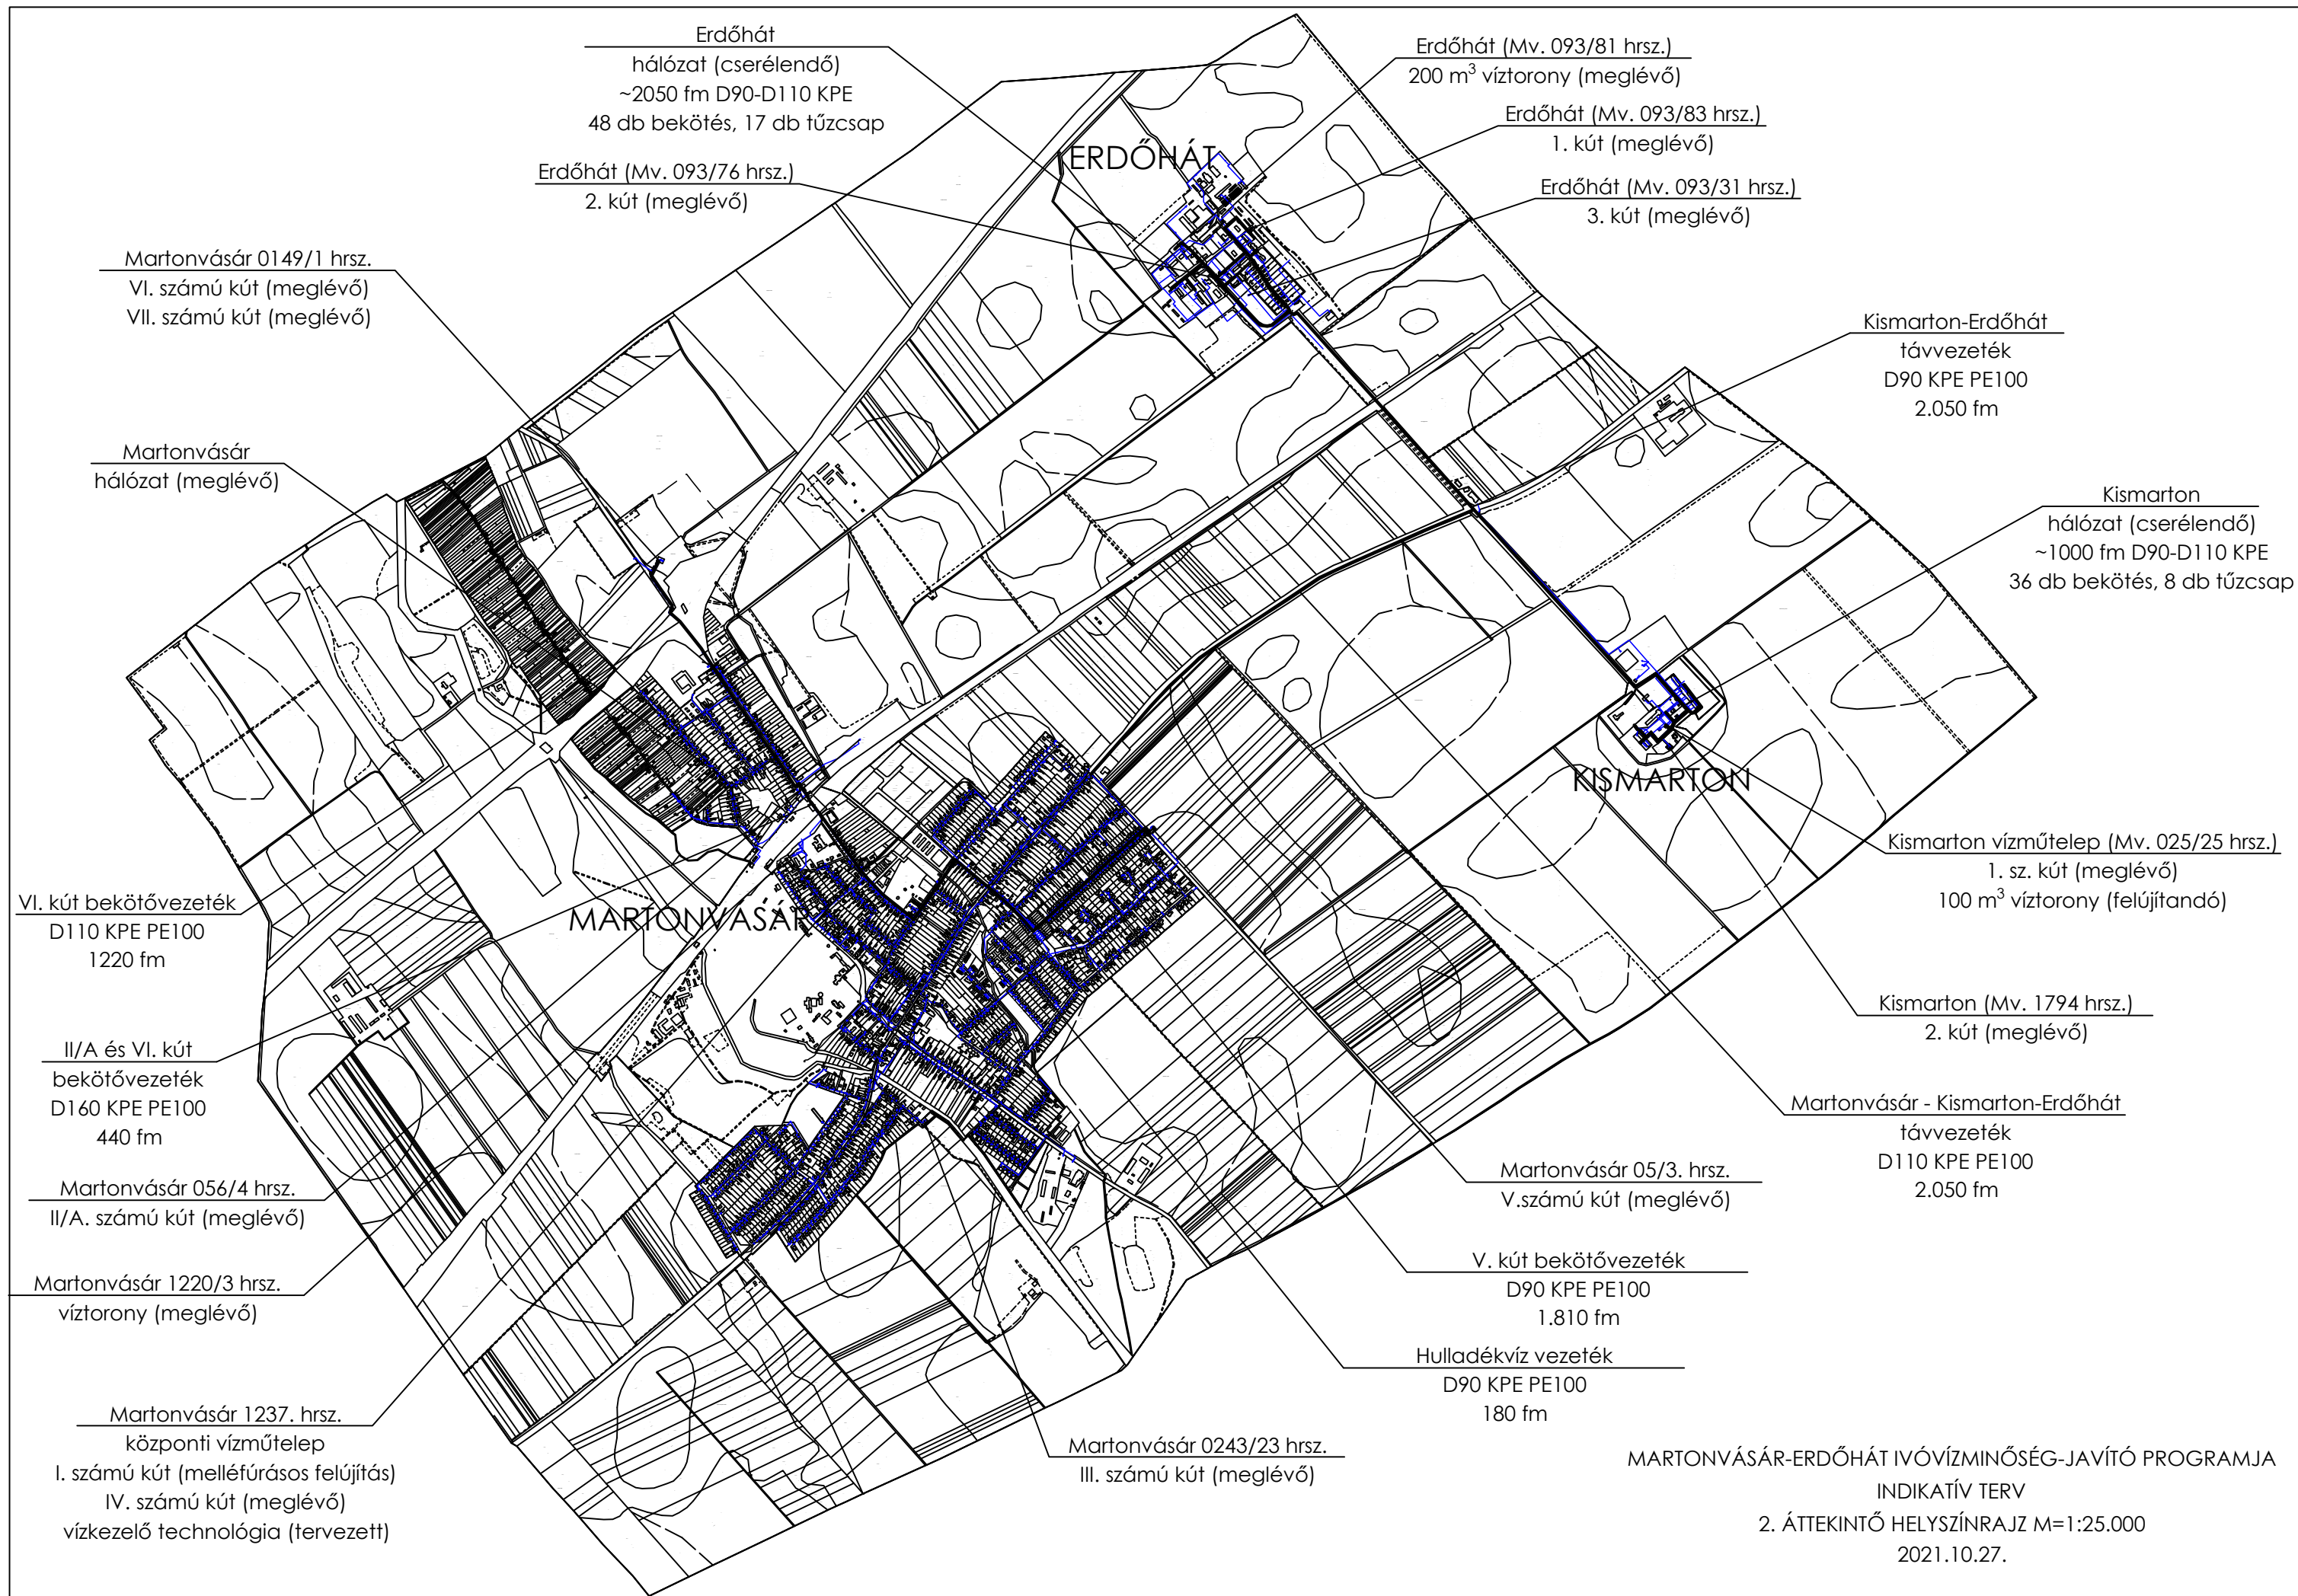 Erdőhát
hálózat (cserélendő)
~2050 fm D90-D110 KPE
48 db bekötés, 17 db tűzcsap
Erdőhát (Mv. 093/81 hrsz.)
200 m³ víztorony (meglévő)
Erdőhát (Mv. 093/83 hrsz.)
1. kút (meglévő)
ERDŐHÁT
Erdőhát (Mv. 093/76 hrsz.)
2. kút (meglévő)
Erdőhát (Mv. 093/31 hrsz.)
3. kút (meglévő)
Martonvásár 0149/1 hrsz.
VI. számú kút (meglévő)
VII. számú kút (meglévő)
Kismarton-Erdőhát
távvezeték
D90 KPE PE100
2.050 fm
Martonvásár
hálózat (meglévő)
Kismarton
hálózat (cserélendő)
~1000 fm D90-D110 KPE
36 db bekötés, 8 db tűzcsap
KISMARTON
Kismarton vízműtelep (Mv. 025/25 hrsz.)
1. sz. kút (meglévő)
100 m³ víztorony (felújítandó)
VI. kút bekötővezeték
D110 KPE PE100
1220 fm
MARTONVÁSÁR
Kismarton (Mv. 1794 hrsz.)
2. kút (meglévő)
II/A és VI. kút
bekötővezeték
D160 KPE PE100
440 fm
Martonvásár - Kismarton-Erdőhát
távvezeték
D110 KPE PE100
2.050 fm
Martonvásár 05/3. hrsz.
V.számú kút (meglévő)
Martonvásár 056/4 hrsz.
II/A. számú kút (meglévő)
V. kút bekötővezeték
D90 KPE PE100
1.810 fm
Martonvásár 1220/3 hrsz.
víztorony (meglévő)
Hulladékvíz vezeték
D90 KPE PE100
180 fm
Martonvásár 1237. hrsz.
központi vízműtelep
I. számú kút (melléfúrásos felújítás)
IV. számú kút (meglévő)
vízkezelő technológia (tervezett)
Martonvásár 0243/23 hrsz.
III. számú kút (meglévő)
MARTONVÁSÁR-ERDŐHÁT IVÓVÍZMINŐSÉG-JAVÍTÓ PROGRAMJA
INDIKATÍV TERV
2. ÁTTEKINTŐ HELYSZÍNRAJZ M=1:25.000
2021.10.27.